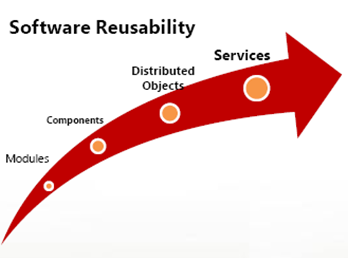 Software Reusability
Services
Distributed
Objects
Components
Modules